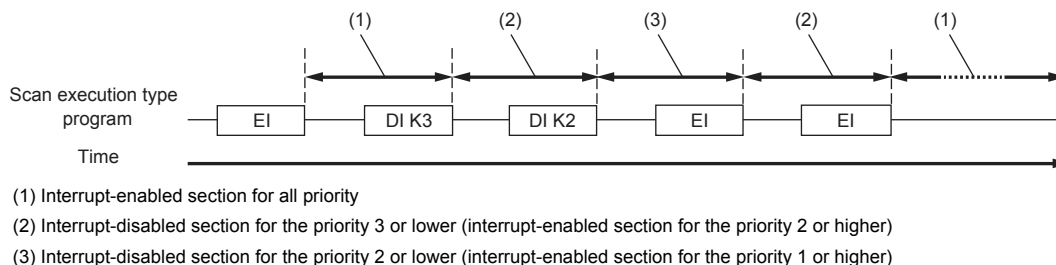 (1) (2) (3) (2) (1)
Scan execution type
program
EI DI K3 DI K2 EI EI
Time
(1) Interrupt-enabled section for all priority
(2) Interrupt-disabled section for the priority 3 or lower (interrupt-enabled section for the priority 2 or higher)
(3) Interrupt-disabled section for the priority 2 or lower (interrupt-enabled section for the priority 1 or higher)